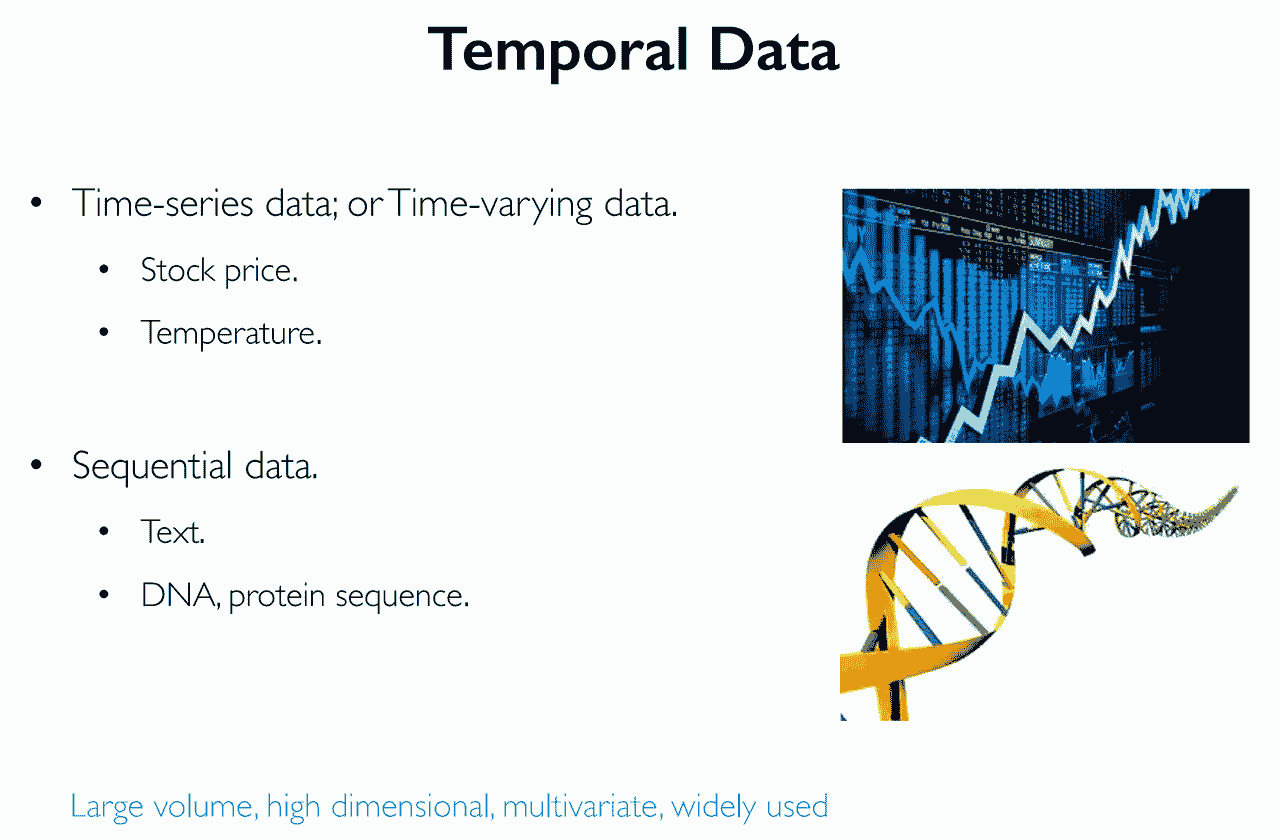 Temporal Data
• Time-series data; or Time-varying data.
• Stock price.
• Temperature.
• Sequential data.
• Text.
• DNA, protein sequence.
Large volume, high dimensional, multivariate, widely used